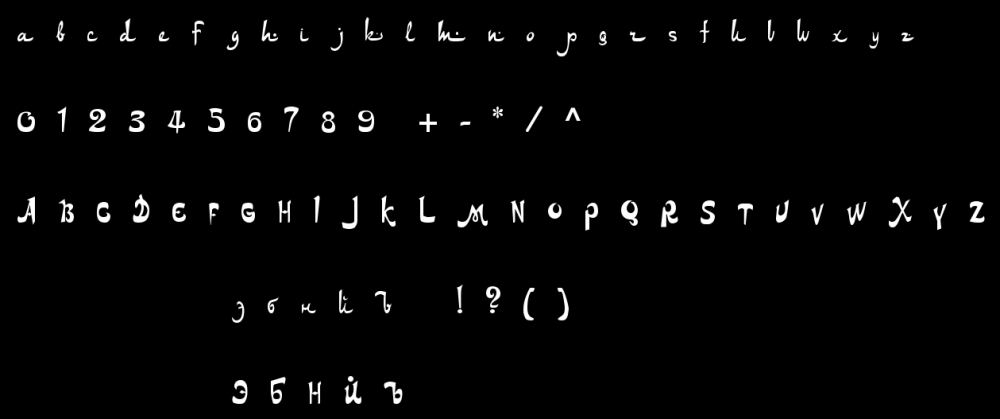 a b c d e f g h i j k l m n o p q r s t u v w x y z
0 1 2 3 4 5 6 7 8 9 + - * / ^
A B C D E F G H I J K L M N O P Q R S T U V W X Y Z
э б н й ъ ! ? ( )
Э Б Н Й Ъ